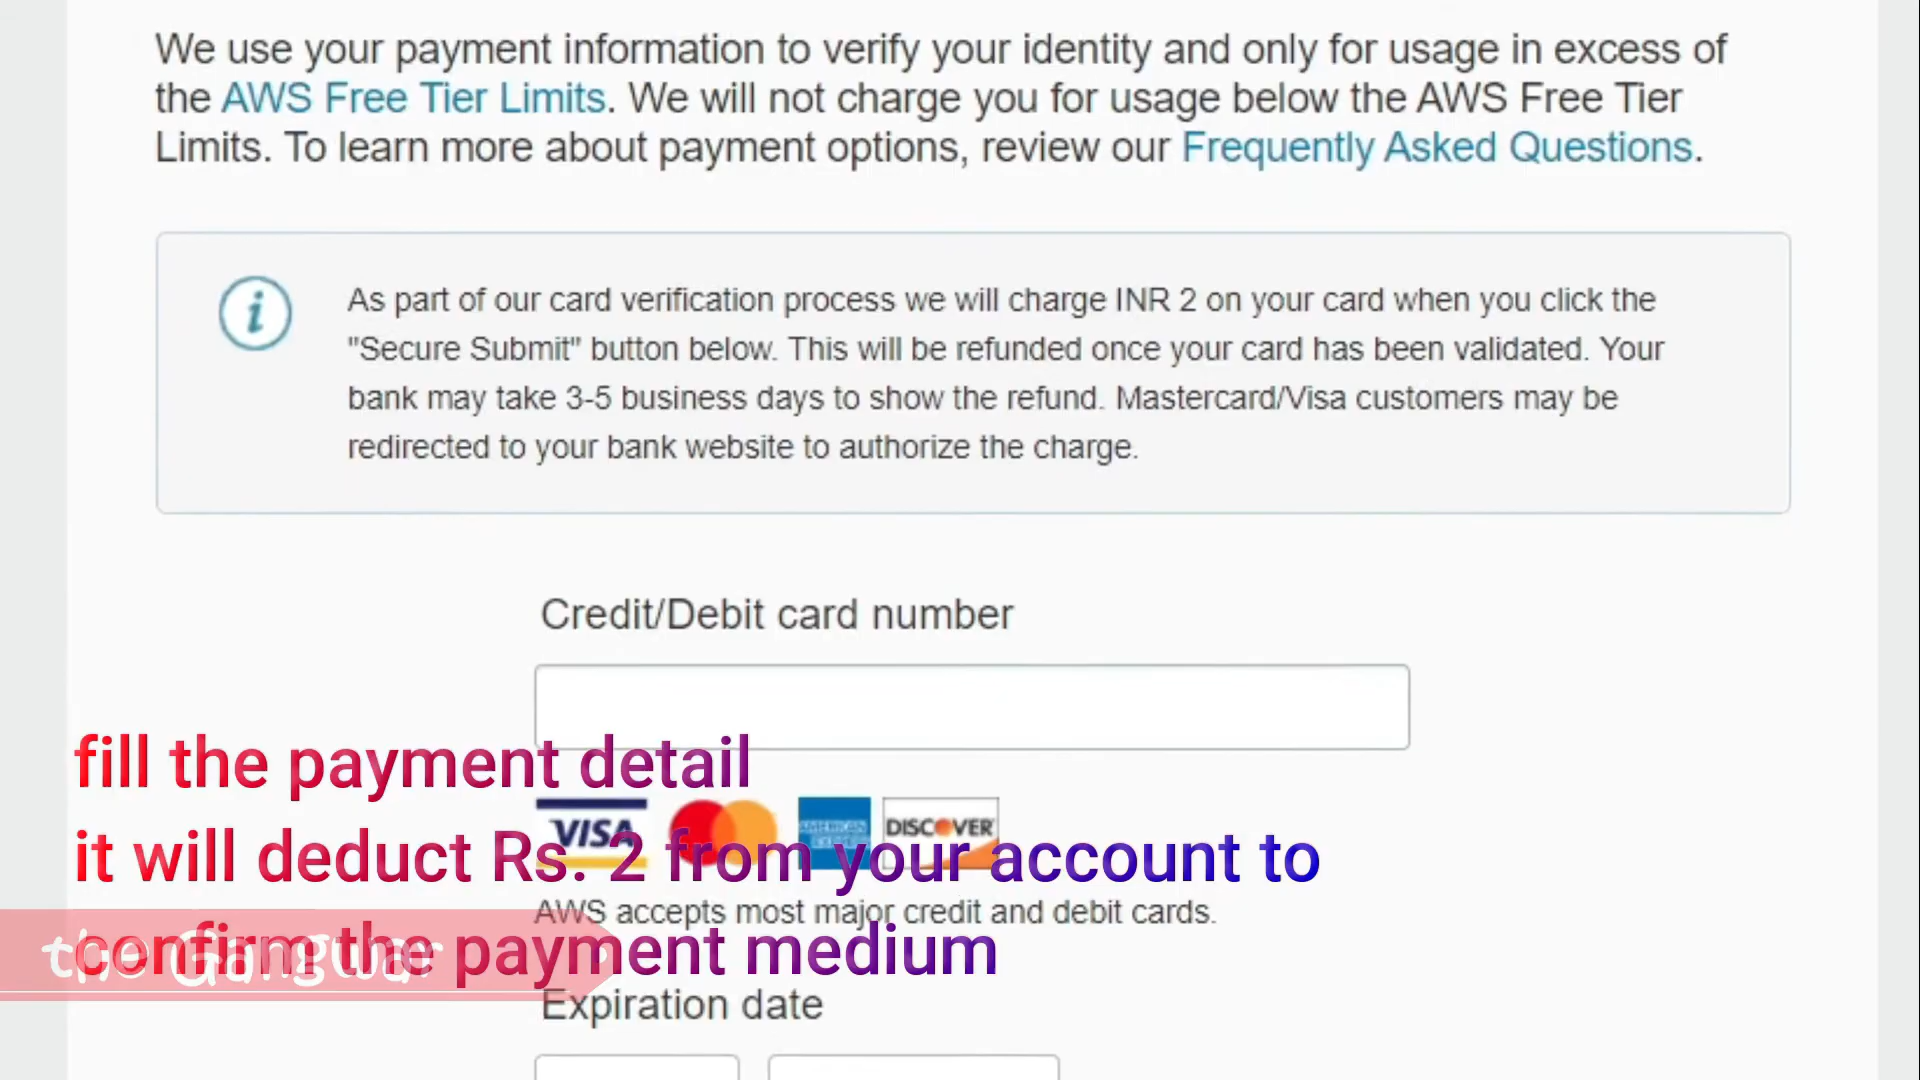 We use your payment information to verify your identity and only for usage in excess of
the AWS Free Tier Limits. We will not charge you for usage below the AWS Free Tier
Limits. To learn more about payment options, review our Frequently Asked Questions.
i
As part of our card verification process we will charge INR 2 on your card when you click the
"Secure Submit" button below. This will be refunded once your card has been validated. Your
bank may take 3-5 business days to show the refund. Mastercard/Visa customers may be
redirected to your bank website to authorize the charge.
Credit/Debit card number
fill the payment detail
VISA AMERICAN EXPRESS DISCOVER
it will deduct Rs. 2 from your account to
AWS accepts most major credit and debit cards.
confirm the payment medium
the Gangwar
Expiration date